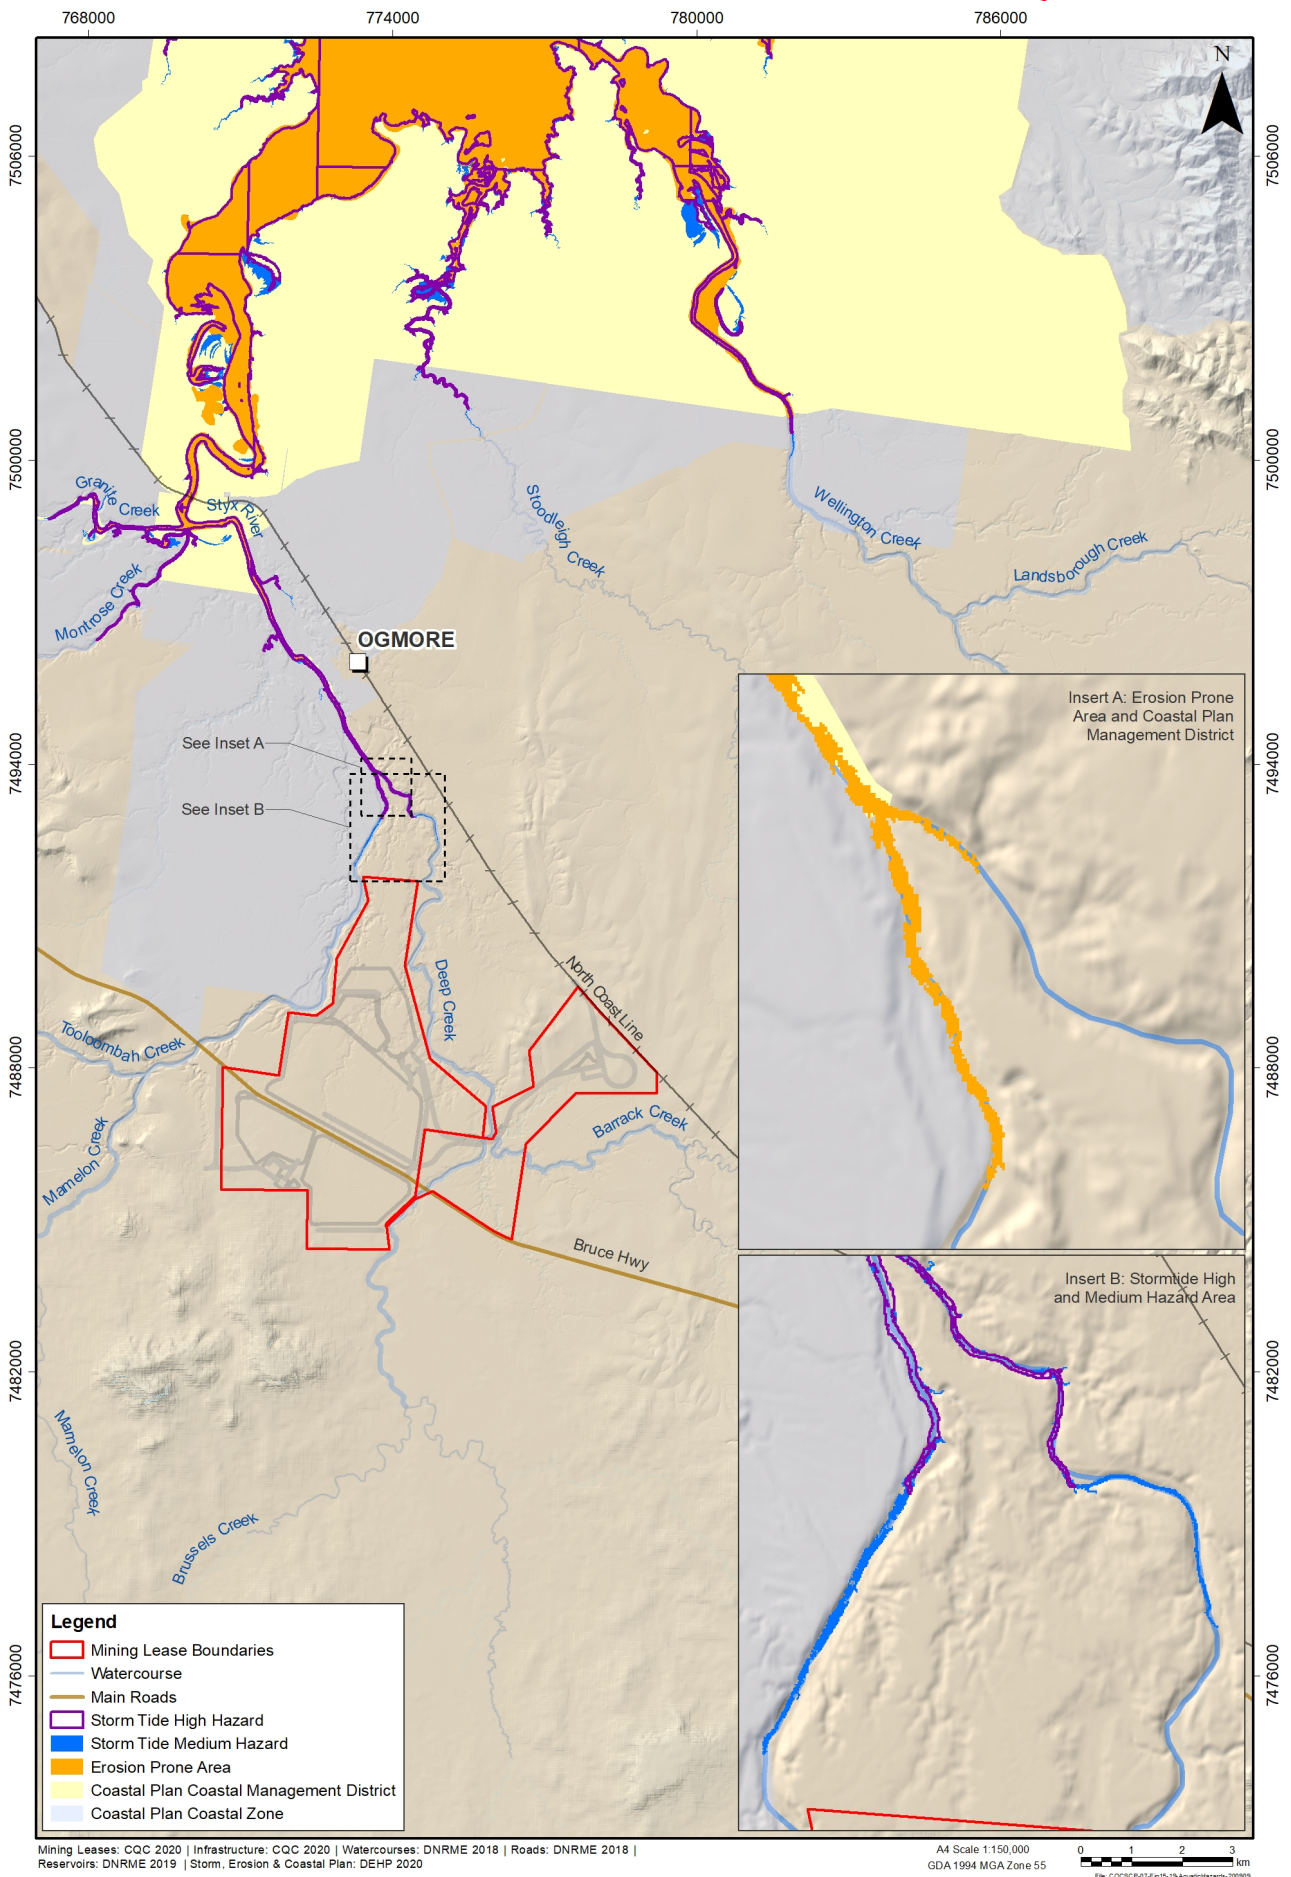 768000
774000
780000
786000
N
7506000
7506000
7500000
7500000
Granite
Creek
Styx River
Montrose Creek
Stoodleigh Creek
Wellington Creek
Landsborough Creek
OGMORE
Insert A: Erosion Prone
Area and Coastal Plan
Management District
See Inset A
7494000
7494000
See Inset B
Deep Creek
North Coast Line
Tooloombah Creek
7488000
7488000
Barrack Creek
Mamelon Creek
Bruce Hwy
Insert B: Stormtide High
and Medium Hazard Area
7482000
7482000
Mamelon Creek
Brussels Creek
7476000
7476000
Legend
Mining Lease Boundaries
Watercourse
Main Roads
Storm Tide High Hazard
Storm Tide Medium Hazard
Erosion Prone Area
Coastal Plan Coastal Management District
Coastal Plan Coastal Zone
Mining Leases: CQC 2020 | Infrastructure: CQC 2020 | Watercourses: DNRME 2018 | Roads: DNRME 2018 |
Reservoirs: DNRME 2019 | Storm, Erosion & Coastal Plan: DEHP 2020
A4 Scale 1:150,000
GDA 1994 MGA Zone 55
0 1 2 3
km